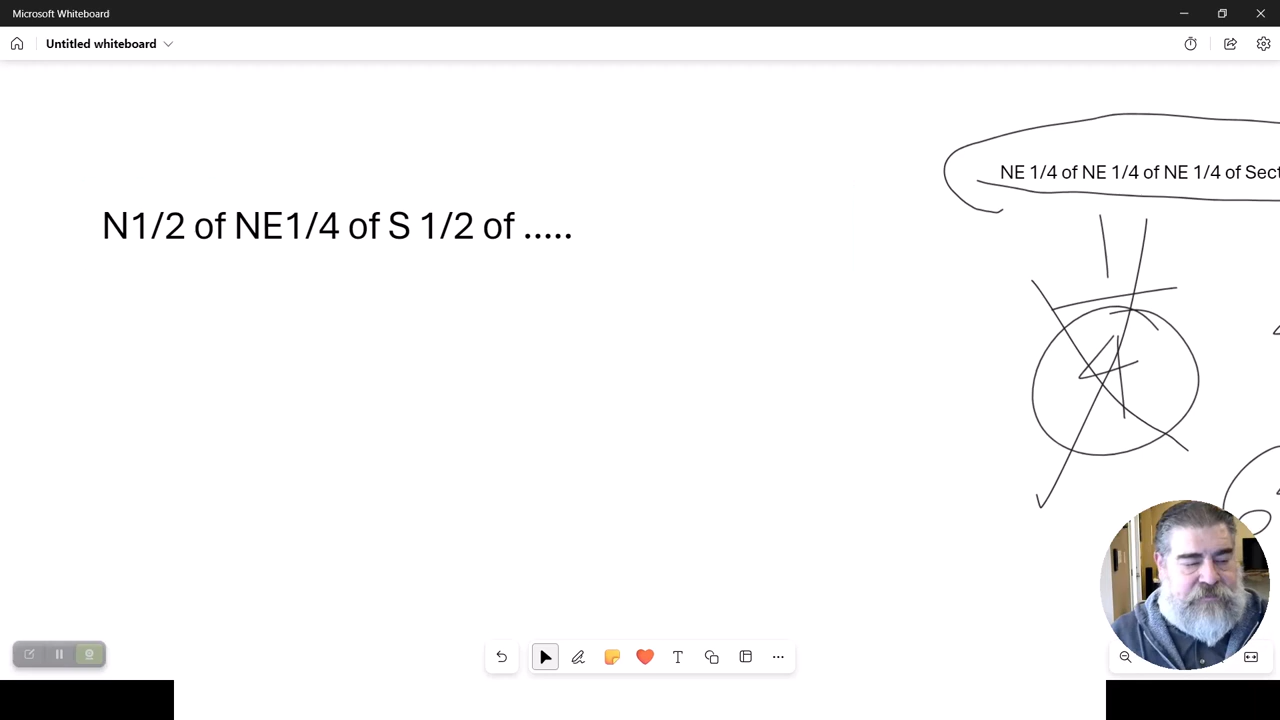 Microsoft Whiteboard
Untitled whiteboard
NE 1/4 of NE 1/4 of NE 1/4 of Sect
N1/2 of NE1/4 of S 1/2 of .....
4